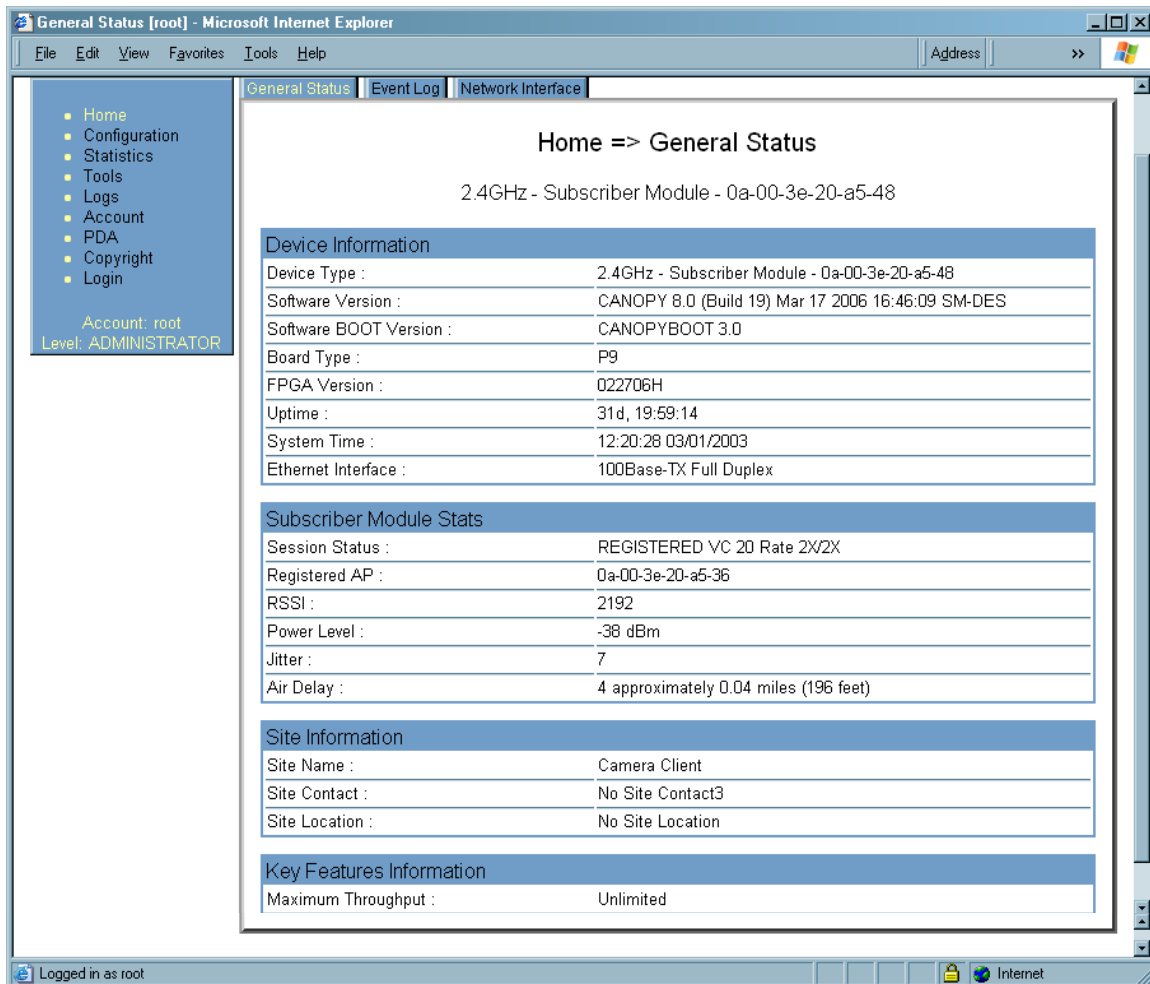 General Status [root] - Microsoft Internet Explorer
File Edit View Favorites Tools Help Address »
General Status Event Log Network Interface
Home
Configuration
Statistics
Tools
Logs
Account
PDA
Copyright
Login
Account: root
Level: ADMINISTRATOR
Home => General Status
2.4GHz - Subscriber Module - 0a-00-3e-20-a5-48
Device Information
Device Type : 2.4GHz - Subscriber Module - 0a-00-3e-20-a5-48
Software Version : CANOPY 8.0 (Build 19) Mar 17 2006 16:46:09 SM-DES
Software BOOT Version : CANOPYBOOT 3.0
Board Type : P9
FPGA Version : 022706H
Uptime : 31d, 19:59:14
System Time : 12:20:28 03/01/2003
Ethernet Interface : 100Base-TX Full Duplex
Subscriber Module Stats
Session Status : REGISTERED VC 20 Rate 2X/2X
Registered AP : 0a-00-3e-20-a5-36
RSSI : 2192
Power Level : -38 dBm
Jitter : 7
Air Delay : 4 approximately 0.04 miles (196 feet)
Site Information
Site Name : Camera Client
Site Contact : No Site Contact3
Site Location : No Site Location
Key Features Information
Maximum Throughput : Unlimited
Logged in as root Internet